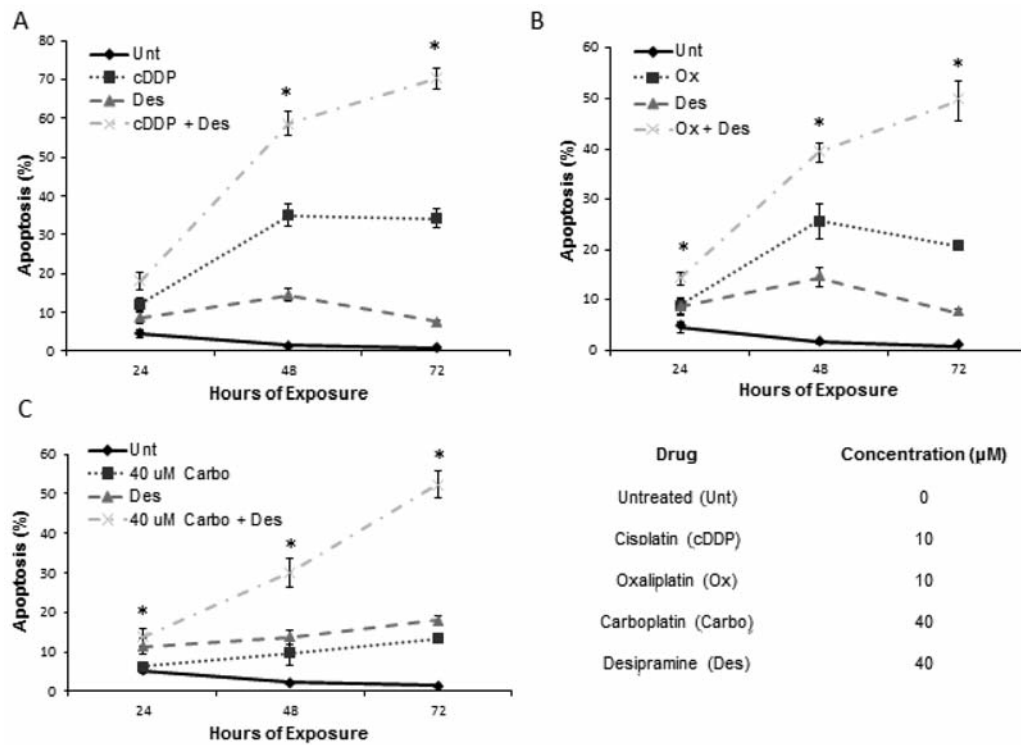 A
80
70
60
50
40
30
20
10
0
Apoptosis (%)
Unt
cDDP
Des
cDDP + Des
*
*
24
48
72
Hours of Exposure
B
60
50
40
30
20
10
0
Apoptosis (%)
Unt
Ox
Des
Ox + Des
*
*
*
24
48
72
Hours of Exposure
C
60
50
40
30
20
10
0
Apoptosis (%)
Unt
40 uM Carbo
Des
40 uM Carbo + Des
*
*
*
24
48
72
Hours of Exposure
Drug Concentration (µM)
Untreated (Unt) 0
Cisplatin (cDDP) 10
Oxaliplatin (Ox) 10
Carboplatin (Carbo) 40
Desipramine (Des) 40